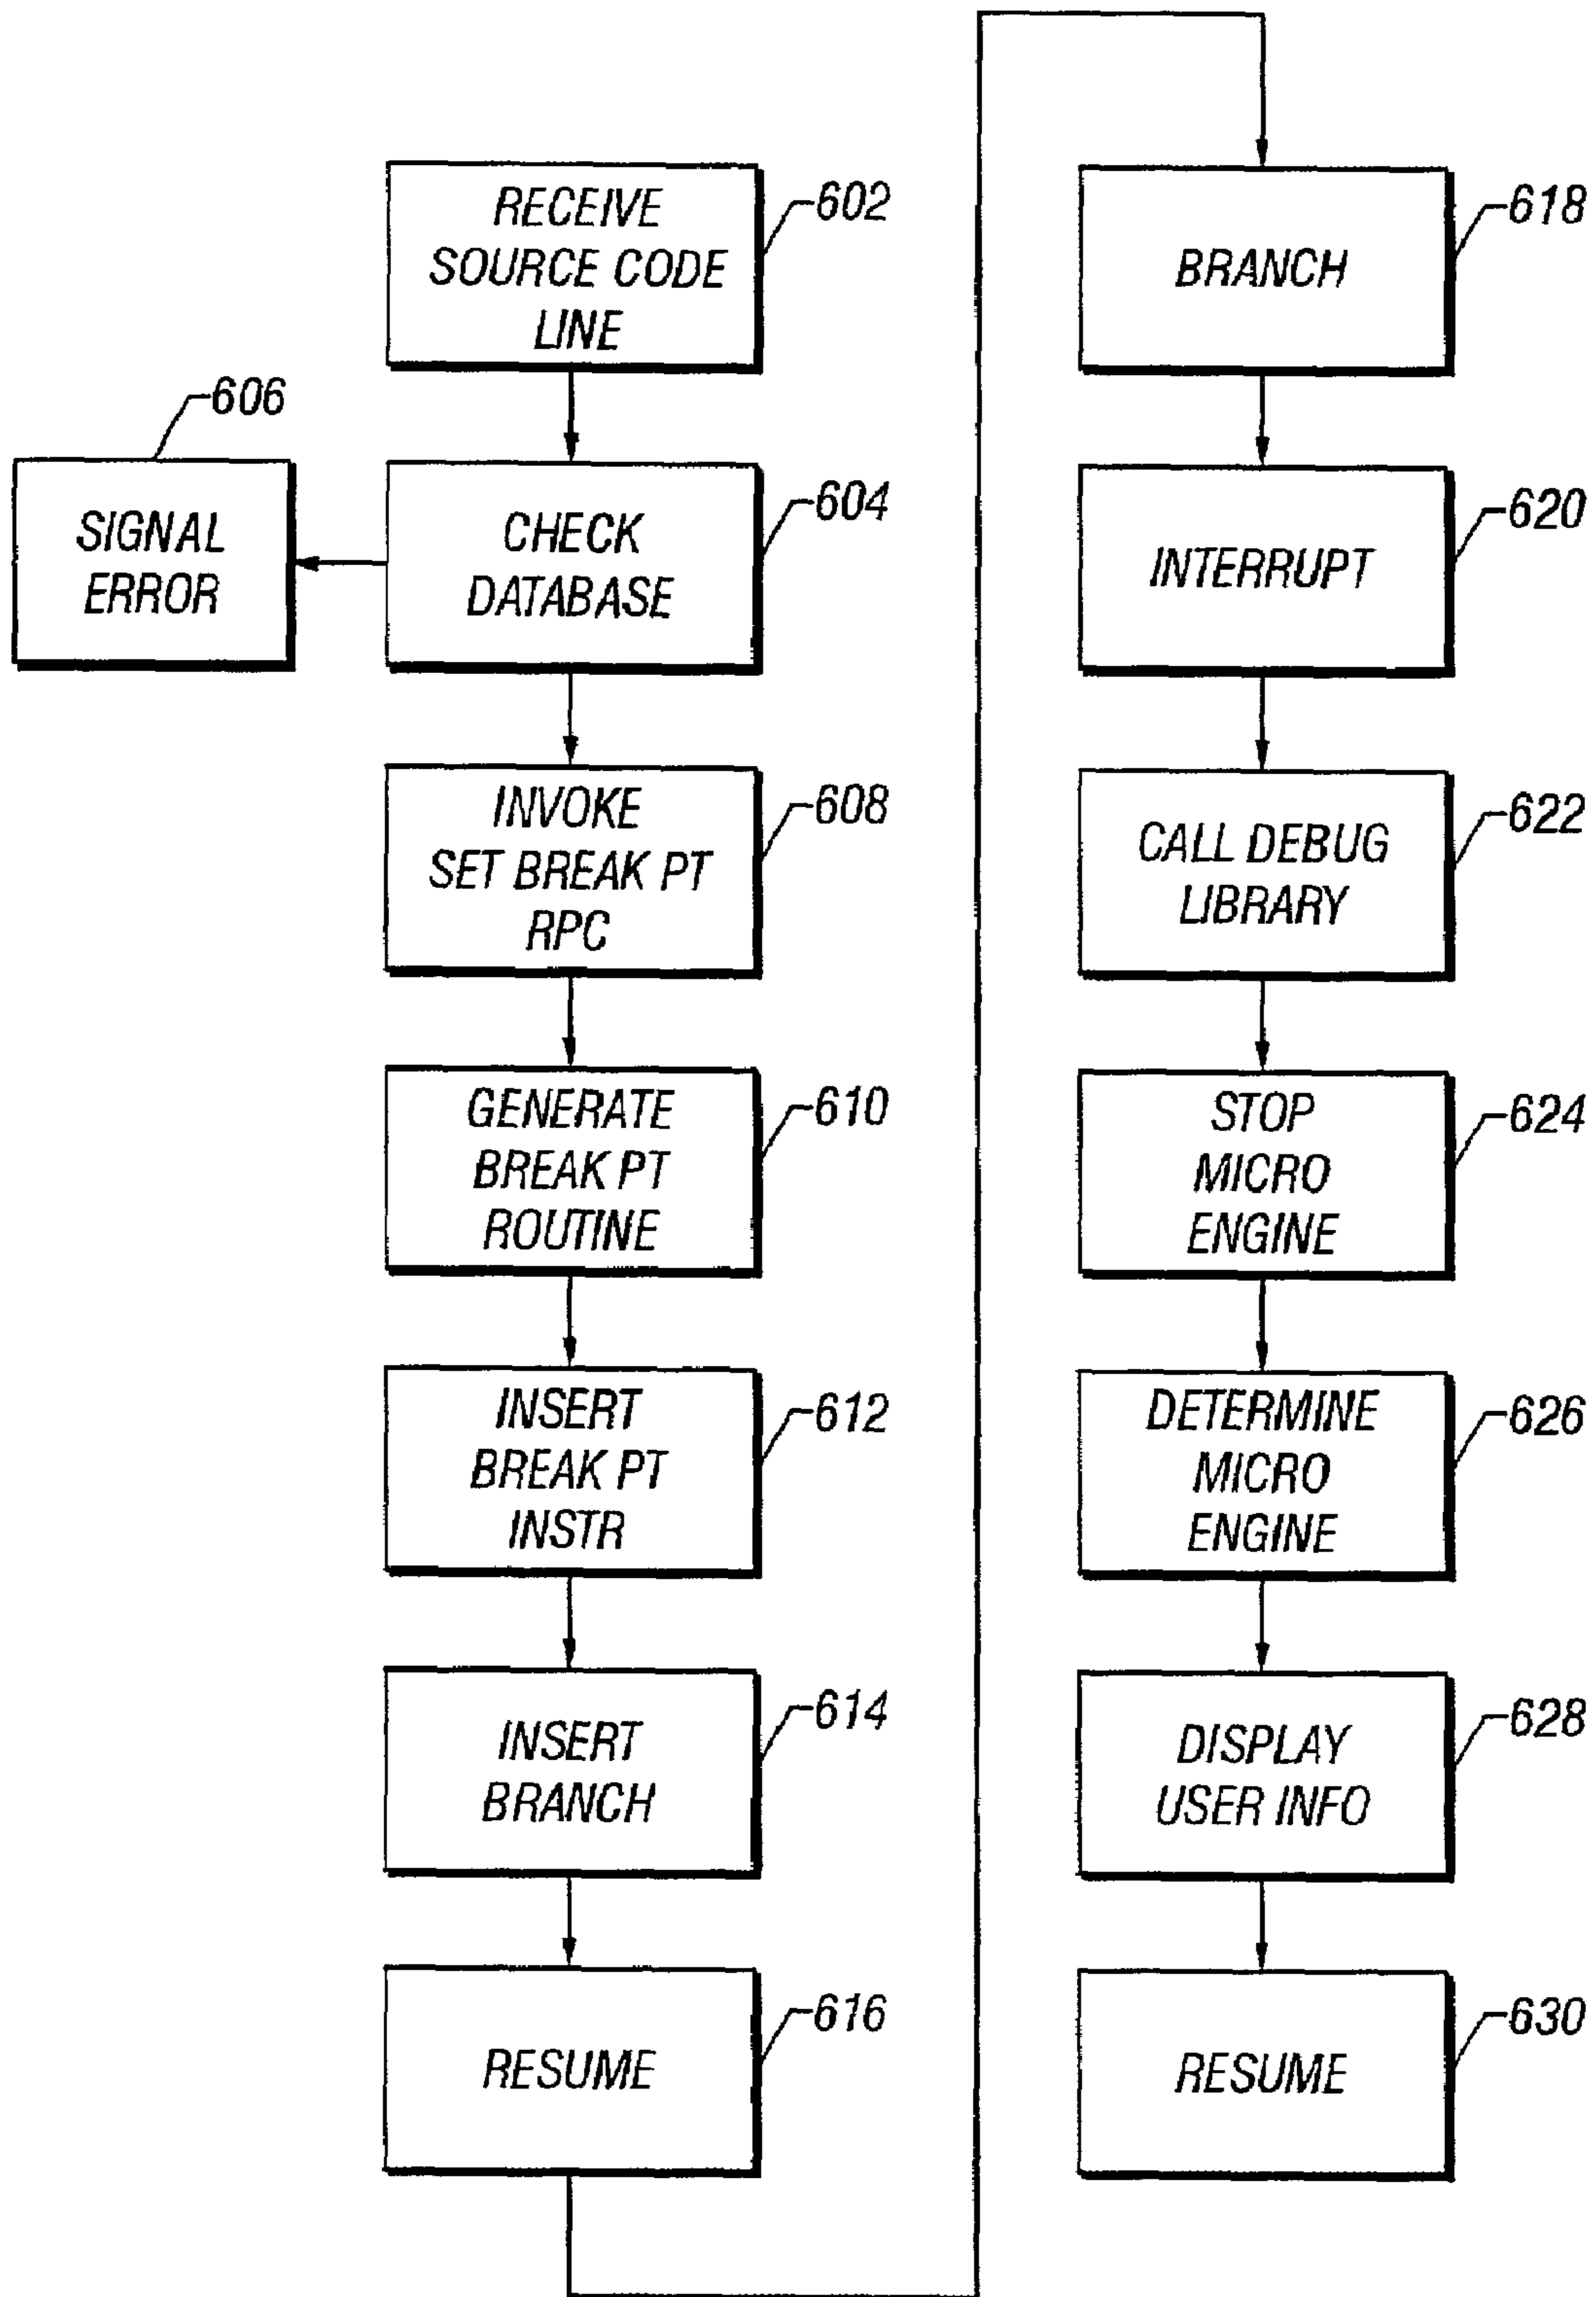 RECEIVE
SOURCE CODE
LINE
602
606
SIGNAL
ERROR
CHECK
DATABASE
604
INVOKE
SET BREAK PT
RPC
608
GENERATE
BREAK PT
ROUTINE
610
INSERT
BREAK PT
INSTR
612
INSERT
BRANCH
614
RESUME
616
BRANCH
618
INTERRUPT
620
CALL DEBUG
LIBRARY
622
STOP
MICRO
ENGINE
624
DETERMINE
MICRO
ENGINE
626
DISPLAY
USER INFO
628
RESUME
630